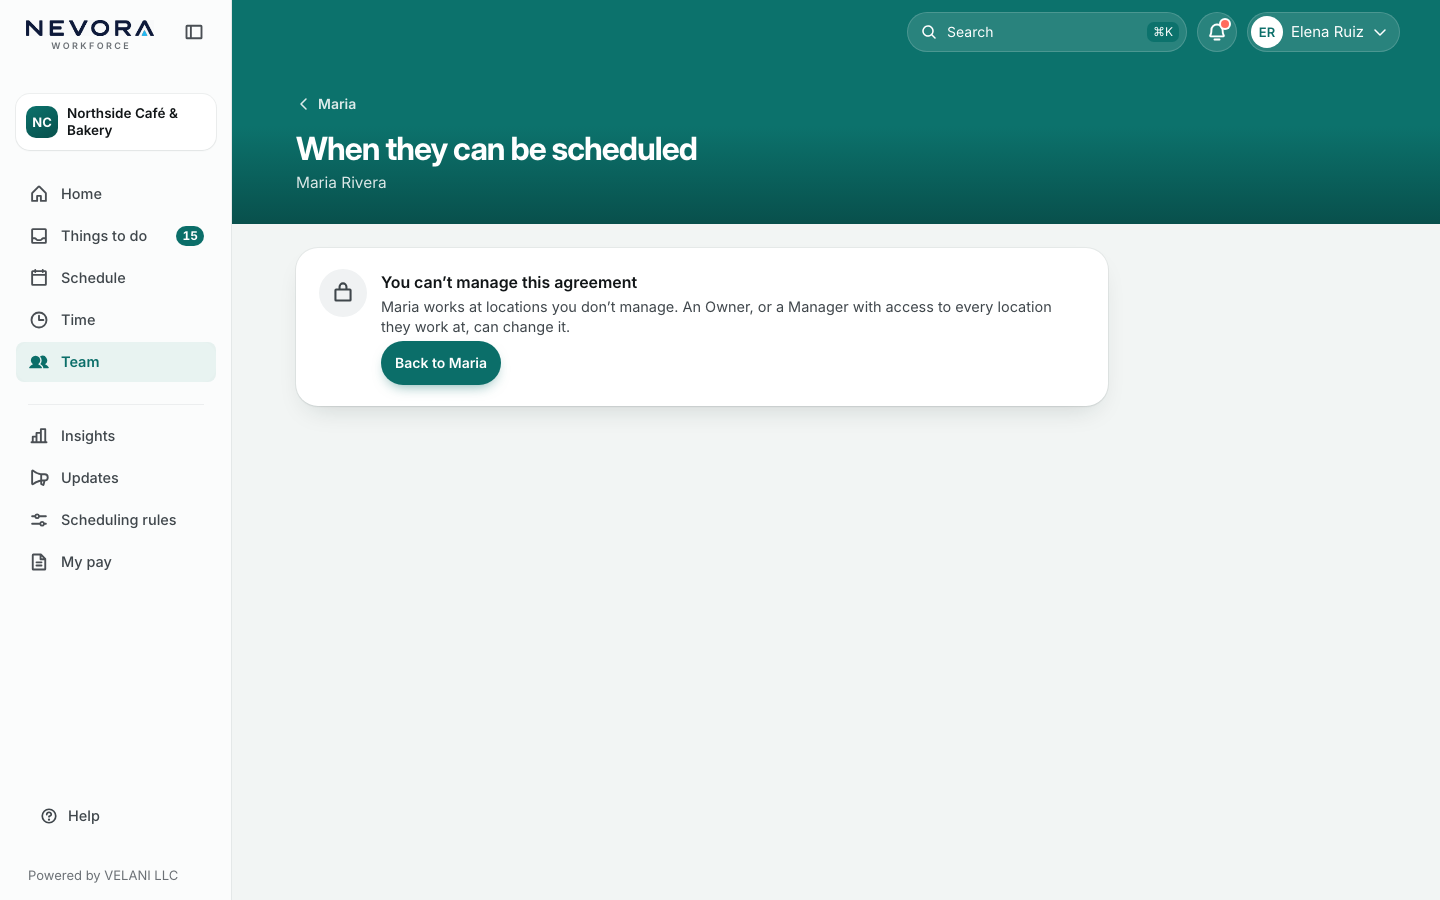 NEVORA
WORKFORCE
NC
Northside Café &
Bakery
Home
Things to do
15
Schedule
Time
Team
Insights
Updates
Scheduling rules
My pay
Help
Powered by VELANI LLC
Search
⌘K
ER
Elena Ruiz
Maria
When they can be scheduled
Maria Rivera
You can’t manage this agreement
Maria works at locations you don’t manage. An Owner, or a Manager with access to every location
they work at, can change it.
Back to Maria